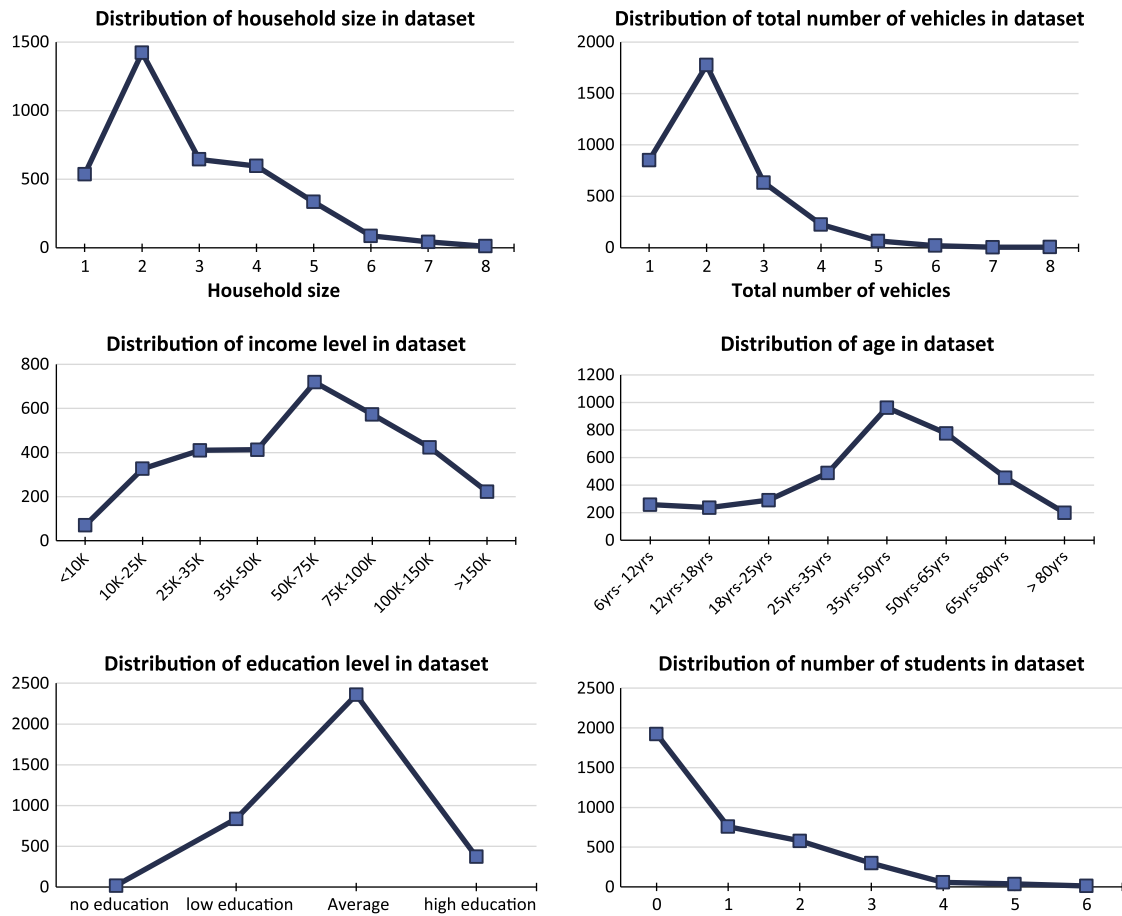 Distribution of household size in dataset
1500
1000
500
0
1 2 3 4 5 6 7 8
Household size
Distribution of total number of vehicles in dataset
2000
1500
1000
500
0
1 2 3 4 5 6 7 8
Total number of vehicles
Distribution of income level in dataset
800
600
400
200
0
<10K 10K-25K 25K-35K 35K-50K 50K-75K 75K-100K 100K-150K >150K
Distribution of age in dataset
1200
1000
800
600
400
200
0
6yrs- 12yrs 12yrs-18yrs 18yrs-25yrs 25yrs-35yrs 35yrs-50yrs 50yrs-65yrs 65yrs-80yrs > 80yrs
Distribution of education level in dataset
2500
2000
1500
1000
500
0
no education low education Average high education
Distribution of number of students in dataset
2500
2000
1500
1000
500
0
0 1 2 3 4 5 6